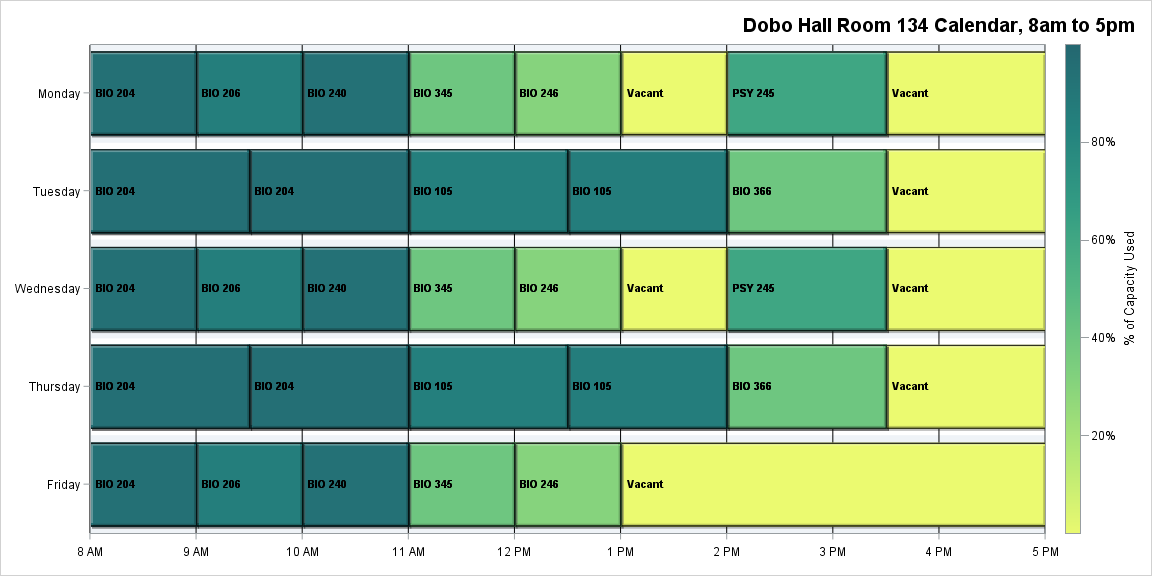 Dobo Hall Room 134 Calendar, 8am to 5pm
Monday
BIO 204
BIO 206
BIO 240
BIO 345
BIO 246
Vacant
PSY 245
Vacant
Tuesday
BIO 204
BIO 204
BIO 105
BIO 105
BIO 366
Vacant
Wednesday
BIO 204
BIO 206
BIO 240
BIO 345
BIO 246
Vacant
PSY 245
Vacant
Thursday
BIO 204
BIO 204
BIO 105
BIO 105
BIO 366
Vacant
Friday
BIO 204
BIO 206
BIO 240
BIO 345
BIO 246
Vacant
8 AM
9 AM
10 AM
11 AM
12 PM
1 PM
2 PM
3 PM
4 PM
5 PM
80%
60%
40%
20%
% of Capacity Used